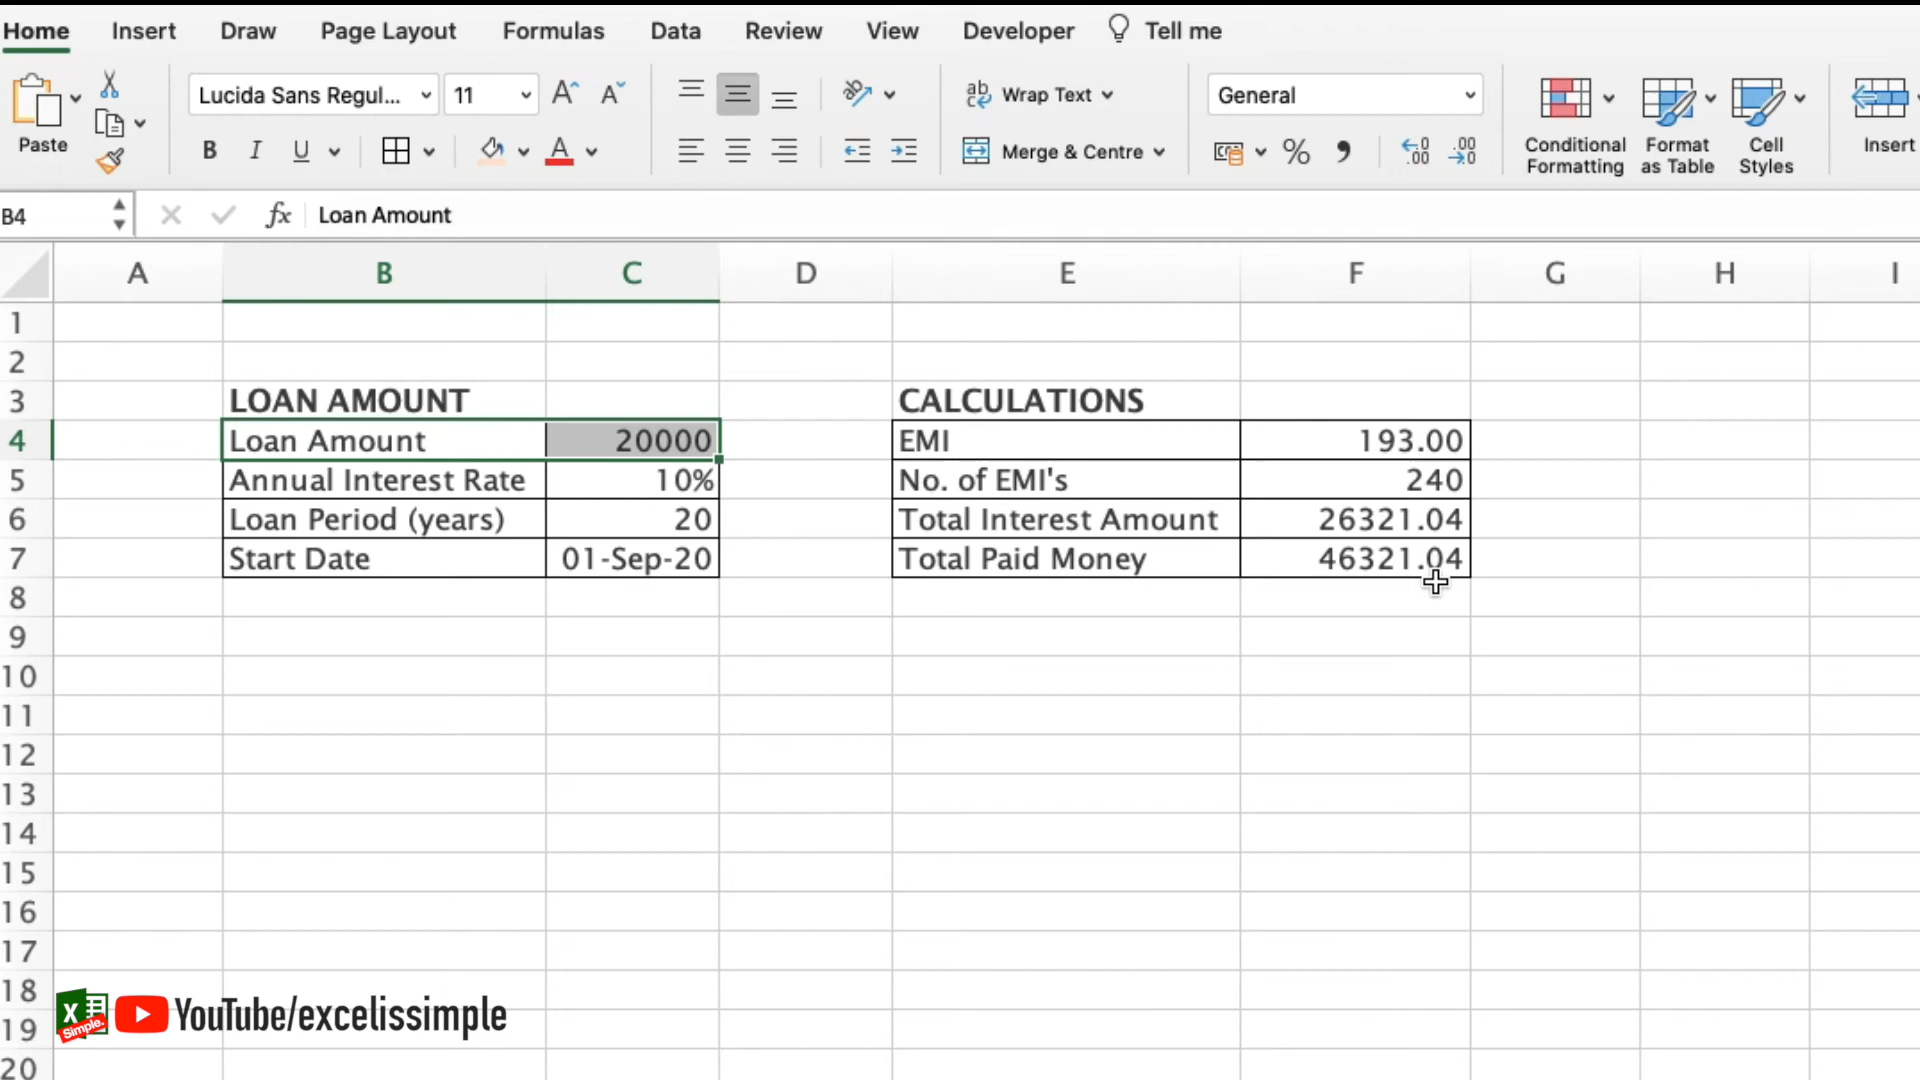 Home Insert Draw Page Layout Formulas Data Review View Developer Tell me
Paste
Lucida Sans Regul... 11
B I U
Wrap Text
Merge & Centre
General
Conditional Formatting
Format as Table
Cell Styles
Insert
B4 fx Loan Amount
A B C D E F G H I
1
2
3 LOAN AMOUNT CALCULATIONS
4 Loan Amount 20000 EMI 193.00
5 Annual Interest Rate 10% No. of EMI's 240
6 Loan Period (years) 20 Total Interest Amount 26321.04
7 Start Date 01-Sep-20 Total Paid Money 46321.04
8
9
10
11
12
13
14
15
16
17
18
19
20
X Simple. YouTube/excelissimple